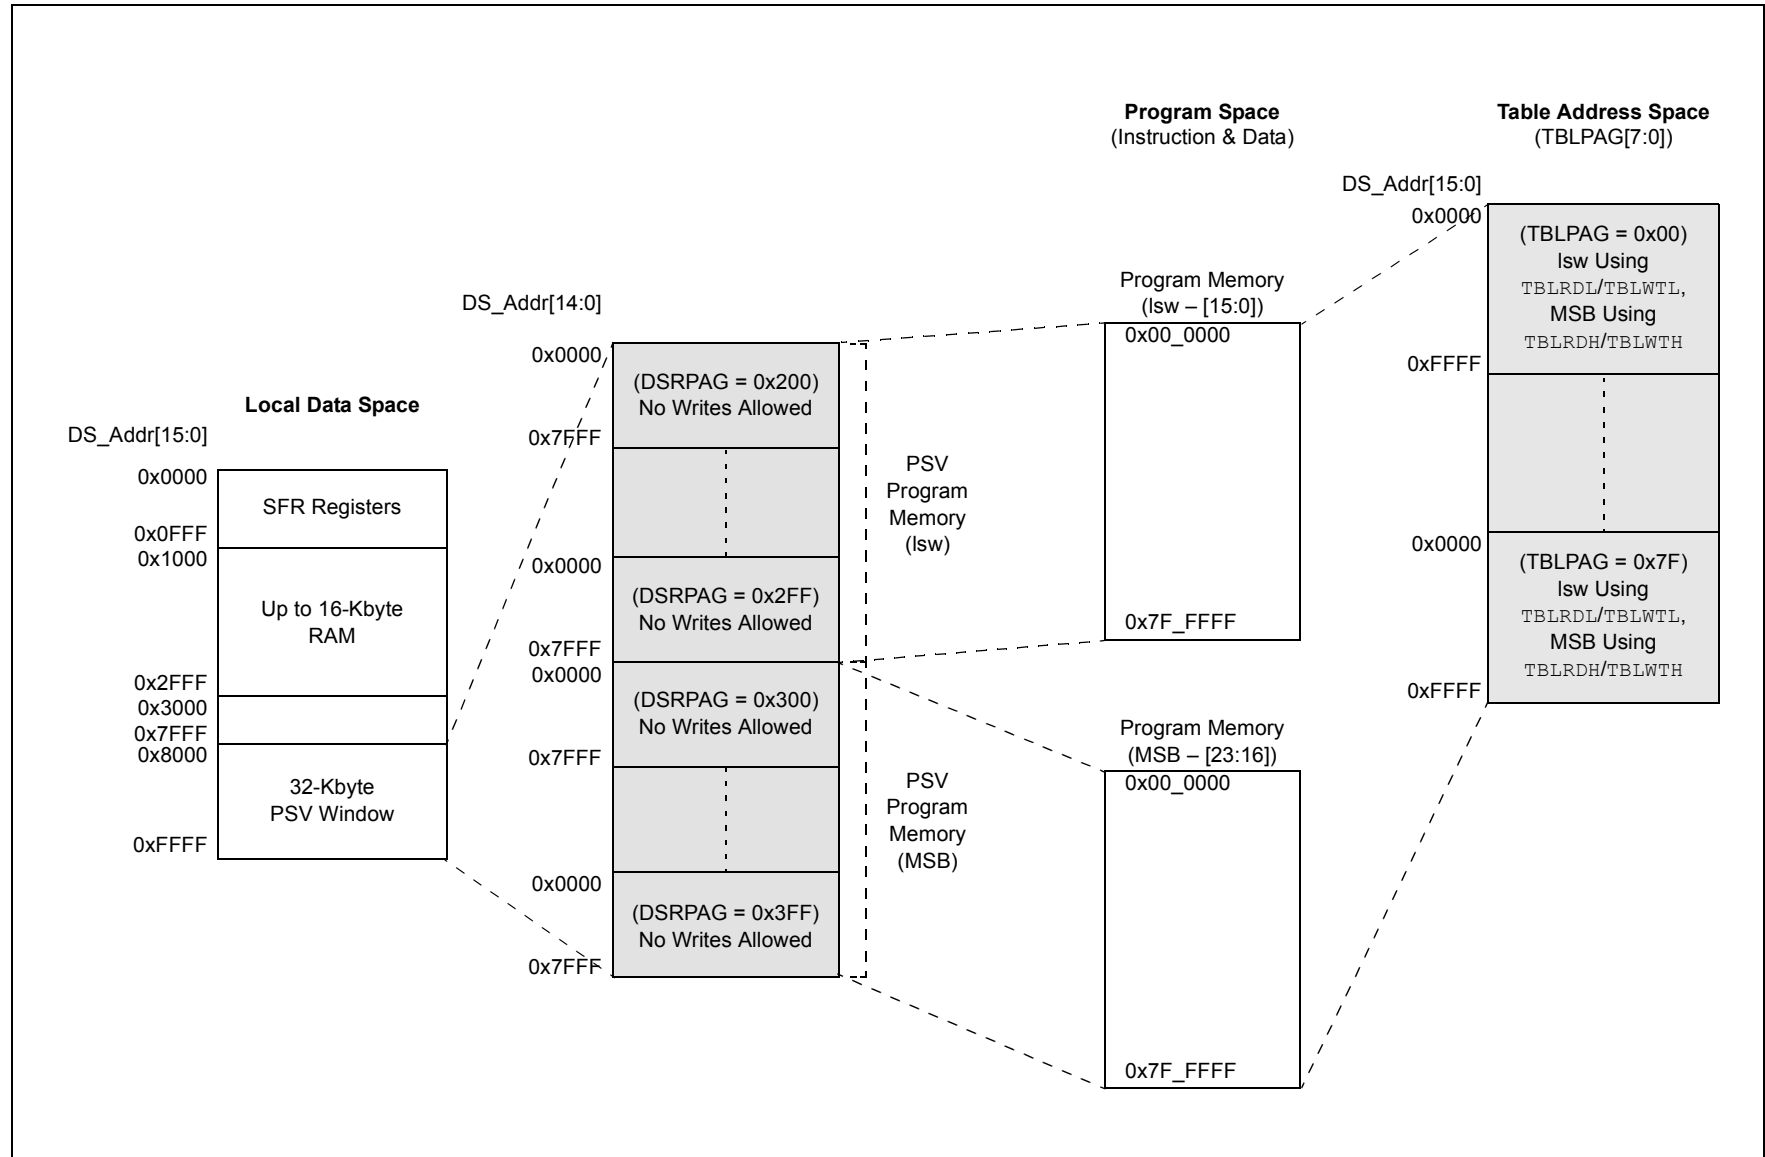 Local Data Space
DS_Addr[15:0]
0x0000
SFR Registers
0x0FFF
0x1000
Up to 16-Kbyte
RAM
0x2FFF
0x3000
0x7FFF
0x8000
32-Kbyte
PSV Window
0xFFFF
DS_Addr[14:0]
0x0000
(DSRPAG = 0x200)
No Writes Allowed
0x7FFF
0x0000
(DSRPAG = 0x2FF)
No Writes Allowed
0x7FFF
0x0000
(DSRPAG = 0x300)
No Writes Allowed
0x7FFF
0x0000
(DSRPAG = 0x3FF)
No Writes Allowed
0x7FFF
PSV
Program
Memory
(lsw)
PSV
Program
Memory
(MSB)
Program Space
(Instruction & Data)
Program Memory
(lsw – [15:0])
0x00_0000
0x7F_FFFF
Program Memory
(MSB – [23:16])
0x00_0000
0x7F_FFFF
Table Address Space
(TBLPAG[7:0])
DS_Addr[15:0]
0x0000
(TBLPAG = 0x00)
lsw Using
TBLRDL/TBLWTL,
MSB Using
TBLRDH/TBLWTH
0xFFFF
0x0000
(TBLPAG = 0x7F)
lsw Using
TBLRDL/TBLWTL,
MSB Using
TBLRDH/TBLWTH
0xFFFF